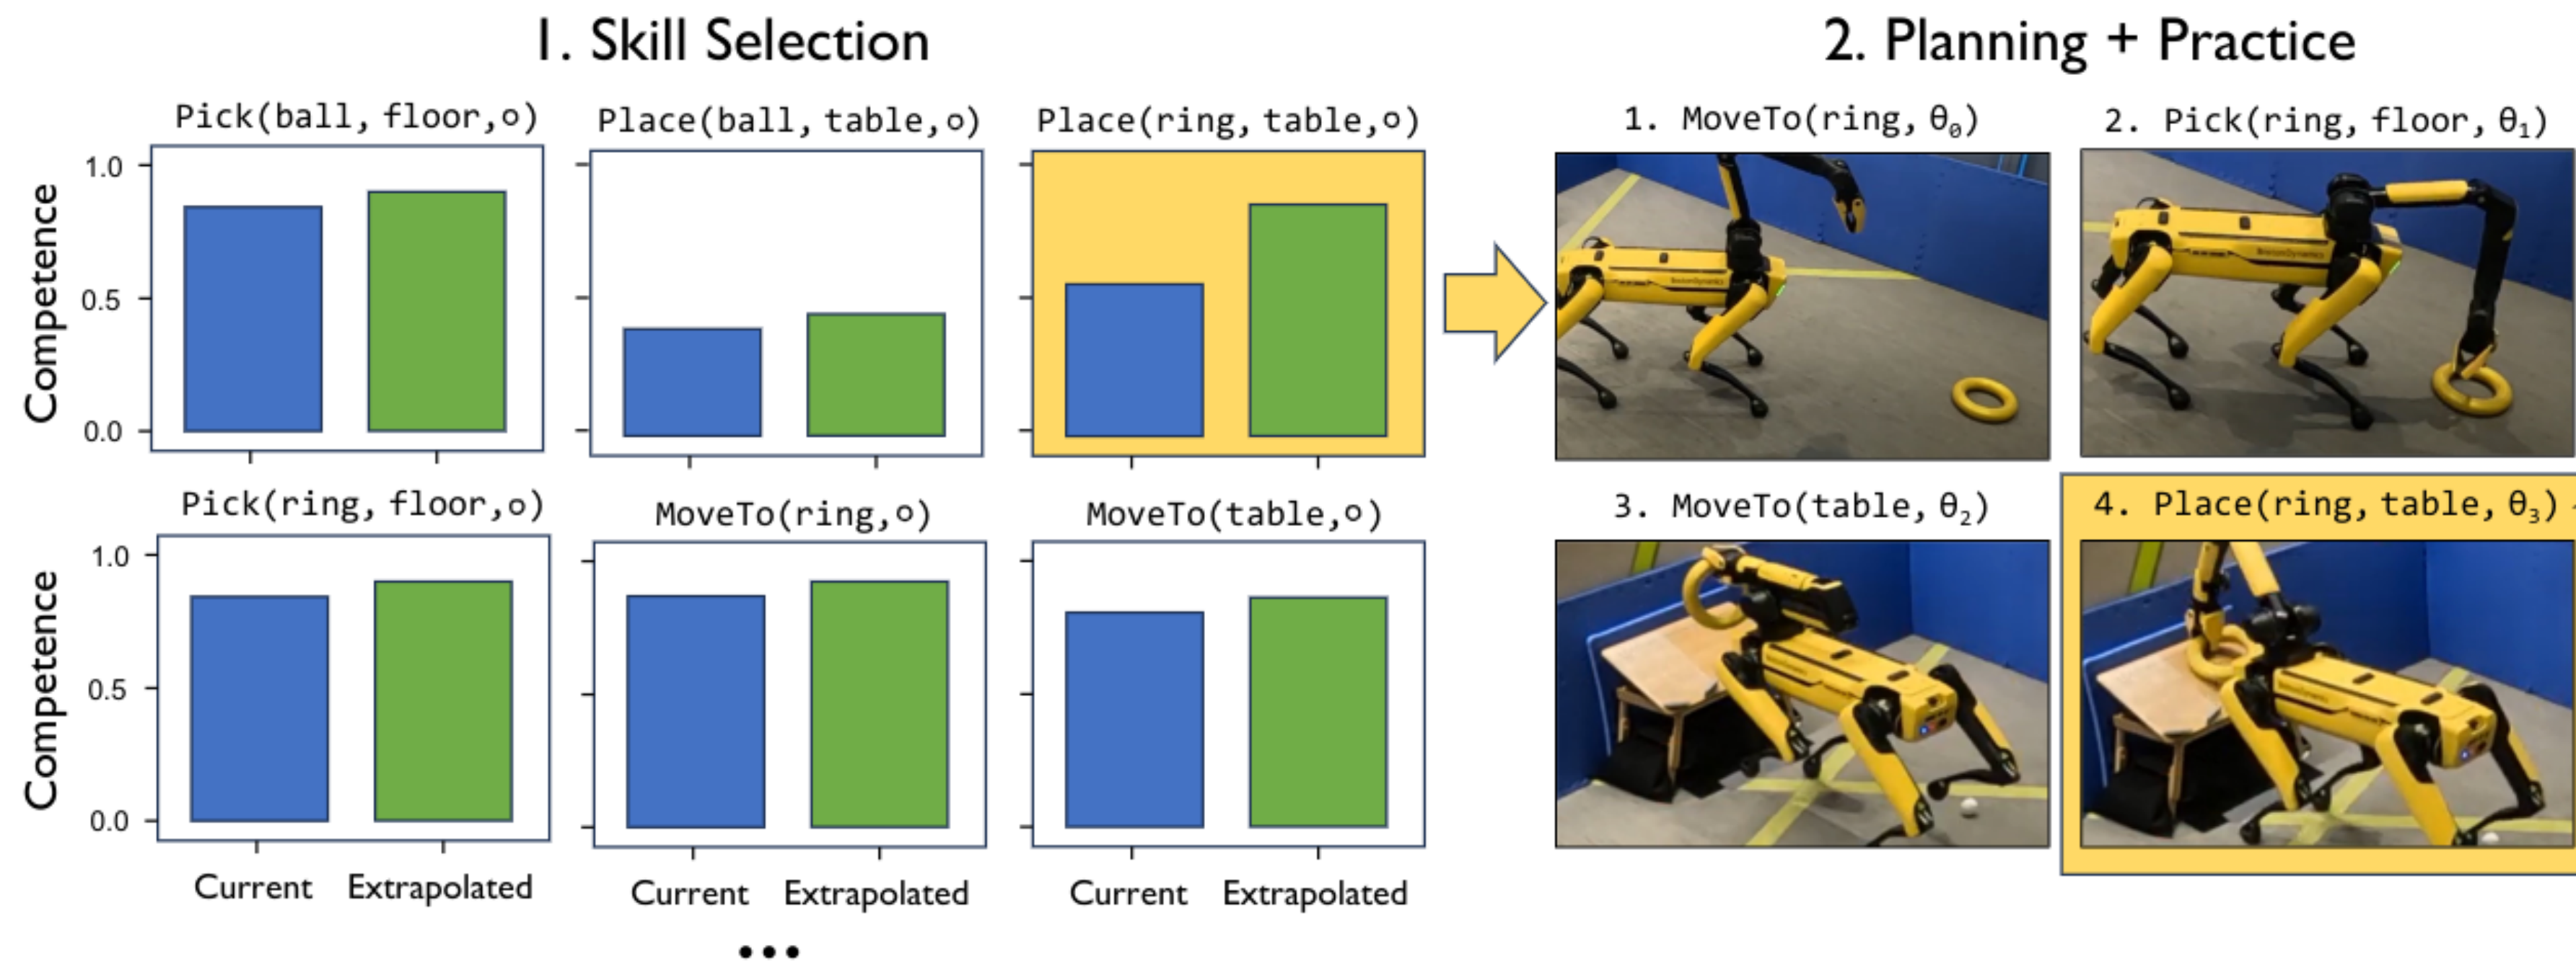 1. Skill Selection
2. Planning + Practice
Pick(ball, floor,○)
Place(ball, table,○)
Place(ring, table,○)
Competence
1.0
0.5
0.0
Pick(ring, floor,○)
MoveTo(ring,○)
MoveTo(table,○)
Competence
1.0
0.5
0.0
Current Extrapolated
Current Extrapolated
Current Extrapolated
...
1. MoveTo(ring, θ₀)
2. Pick(ring, floor, θ₁)
3. MoveTo(table, θ₂)
4. Place(ring, table, θ₃)